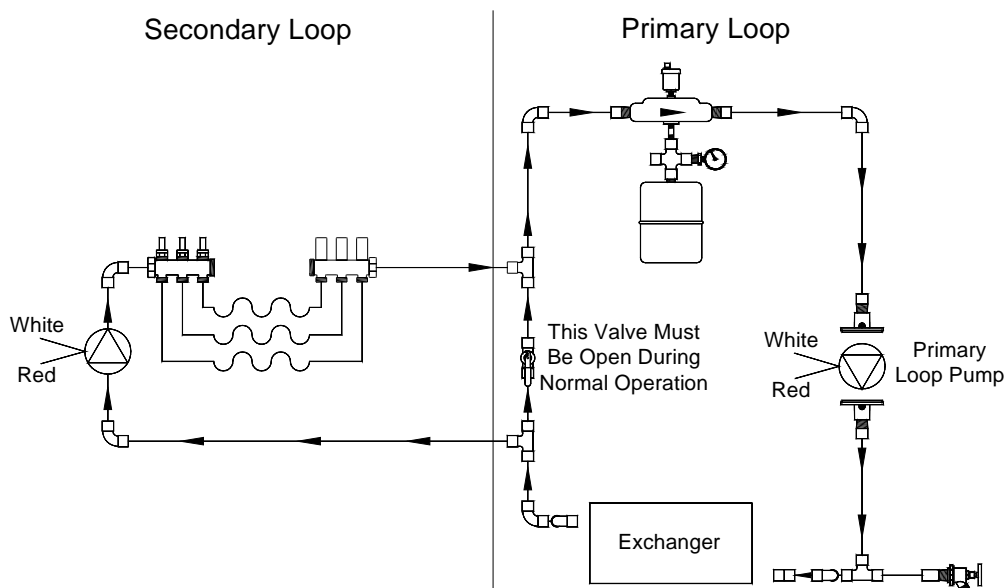 Secondary Loop
Primary Loop
White
Red
This Valve Must
Be Open During
Normal Operation
White
Red
Primary
Loop Pump
Exchanger